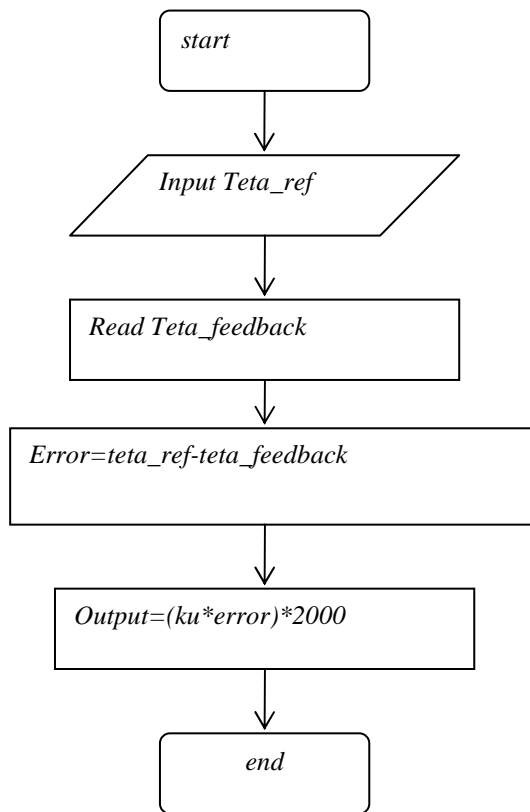 start
Input Teta_ref
Read Teta_feedback
Error=teta_ref-teta_feedback
Output=(ku*error)*2000
end